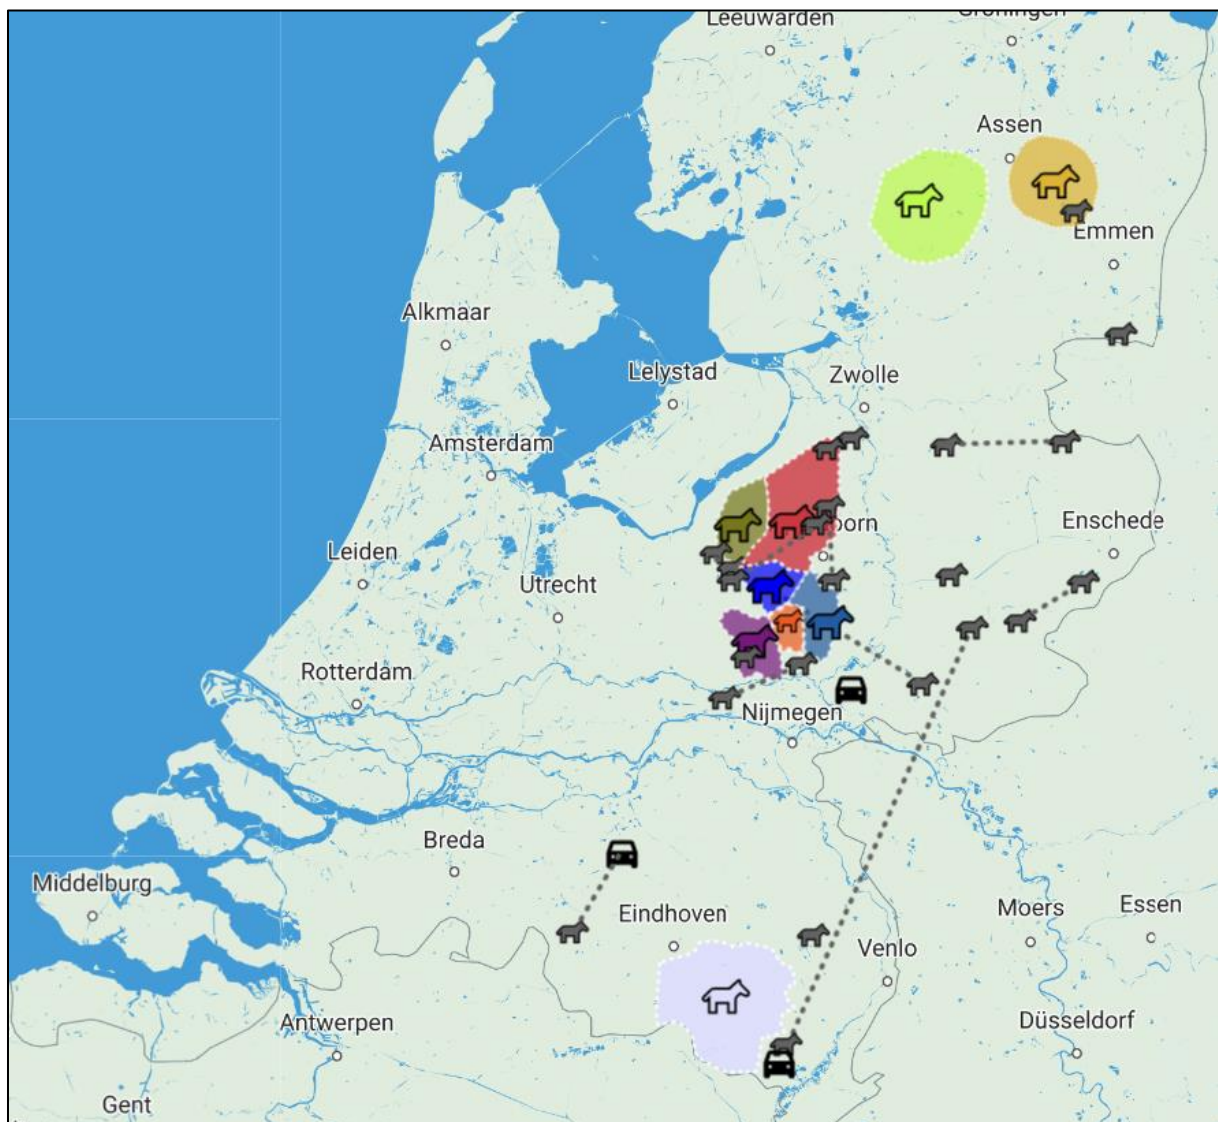 Leeuwarden
Assen
Emmen
Alkmaar
Lelystad
Zwolle
Amsterdam
oorn
Enschede
Leiden
Utrecht
Rotterdam
Nijmegen
Breda
Middelburg
Eindhoven
Moers
Essen
Venlo
Antwerpen
Düsseldorf
Gent